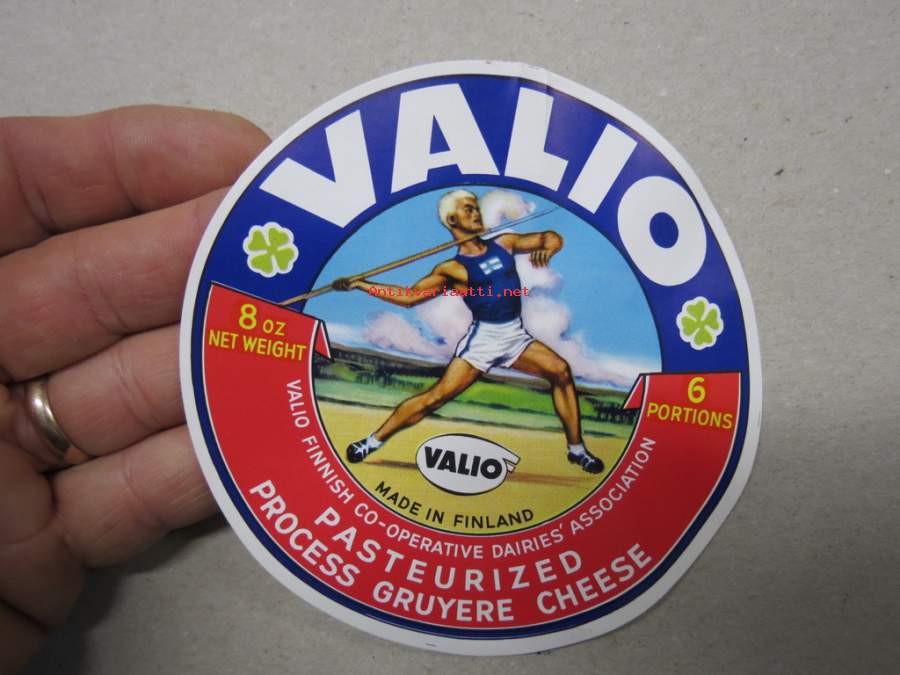 VALIO
Antikvariaatti.net
8 OZ
NET WEIGHT
6
PORTIONS
VALIO
MADE IN FINLAND
VALIO FINNISH CO-OPERATIVE DAIRIES' ASSOCIATION
PASTEURIZED
PROCESS GRUYERE CHEESE